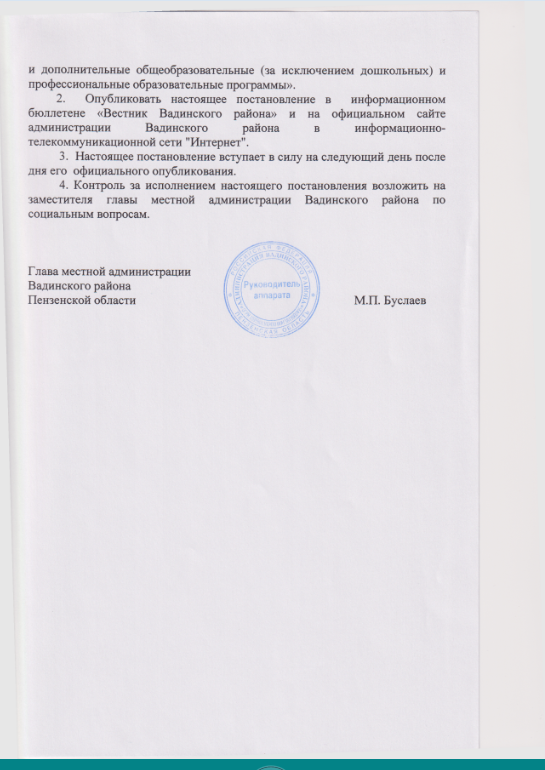 и дополнительные общеобразовательные (за исключением дошкольных) и
профессиональные образовательные программы».
2. Опубликовать настоящее постановление в информационном
бюллетене «Вестник Вадинского района» и на официальном сайте
администрации Вадинского района в информационно-
телекоммуникационной сети "Интернет".
3. Настоящее постановление вступает в силу на следующий день после
дня его официального опубликования.
4. Контроль за исполнением настоящего постановления возложить на
заместителя главы местной администрации Вадинского района по
социальным вопросам.
Глава местной администрации
Вадинского района
Пензенской области
Руководитель
аппарата
М.П. Буслаев